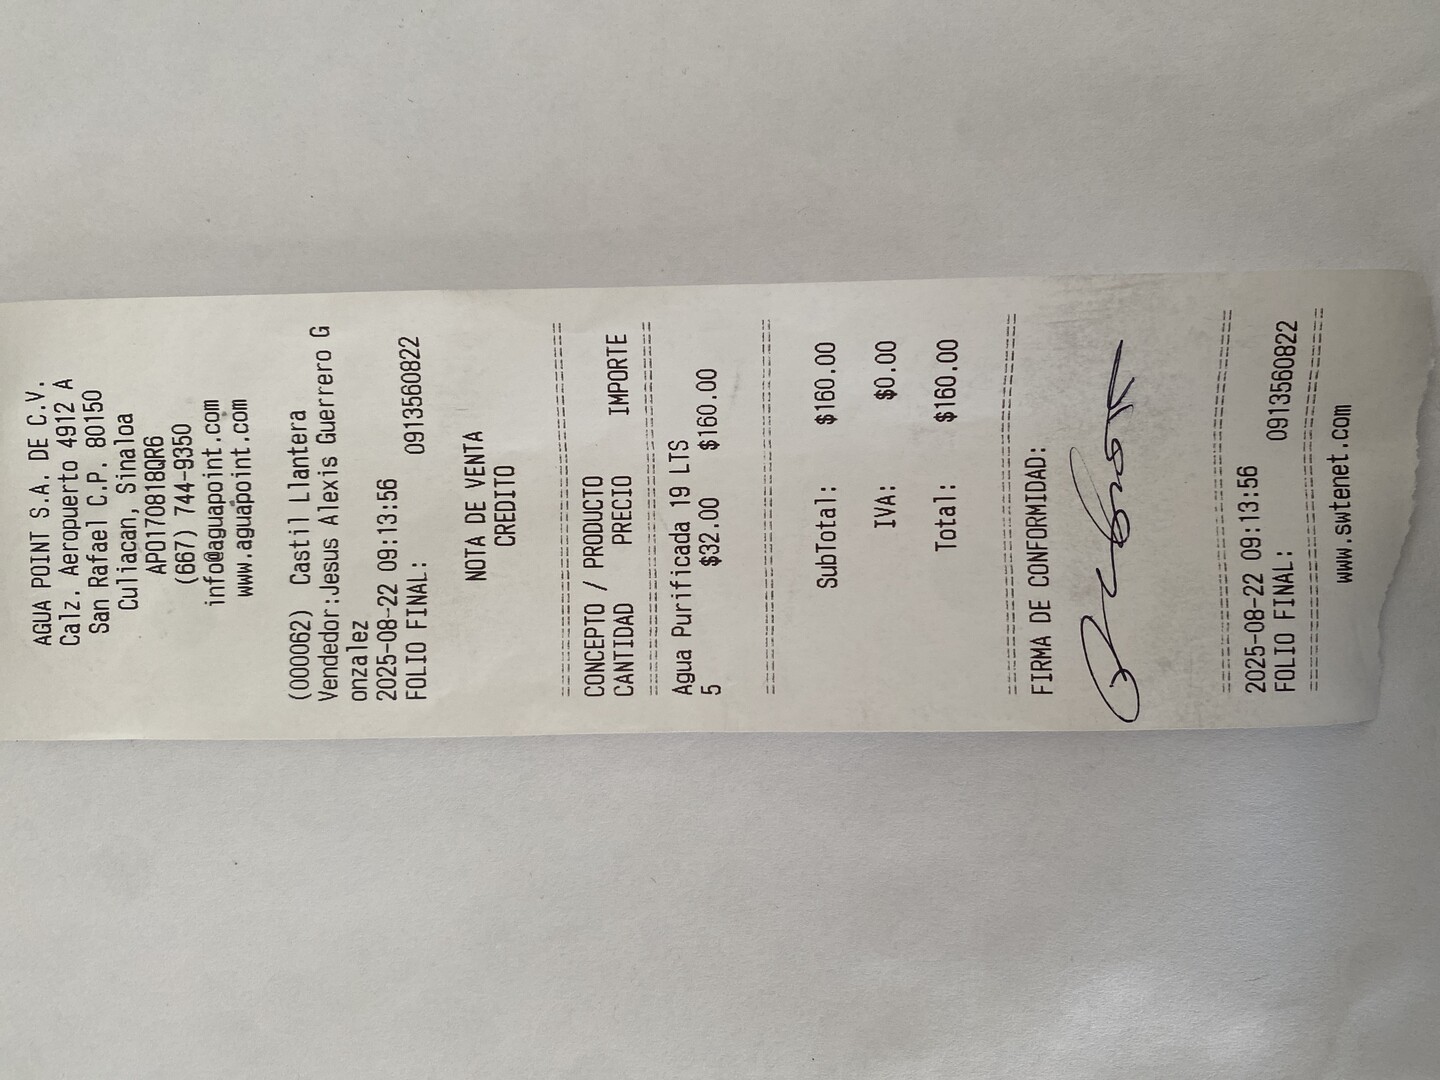 AGUA POINT S.A. DE C.V.
Calz. Aeropuerto 4912 A
San Rafael C.P. 80150
Culiacan, Sinaloa
APO170818QR6
(667) 744-9350
info@aguapoint.com
www.aguapoint.com
(000062) Castil Llantera
Vendedor:Jesus Alexis Guerrero G
onzalez
2025-08-22 09:13:56
FOLIO FINAL: 0913560822
NOTA DE VENTA
CREDITO
================================
CONCEPTO / PRODUCTO
CANTIDAD PRECIO IMPORTE
================================
Agua Purificada 19 LTS
5 $32.00 $160.00
================================
SubTotal: $160.00
IVA: $0.00
Total: $160.00
================================
FIRMA DE CONFORMIDAD:
================================
2025-08-22 09:13:56
FOLIO FINAL: 0913560822
================================
www.swtenet.com